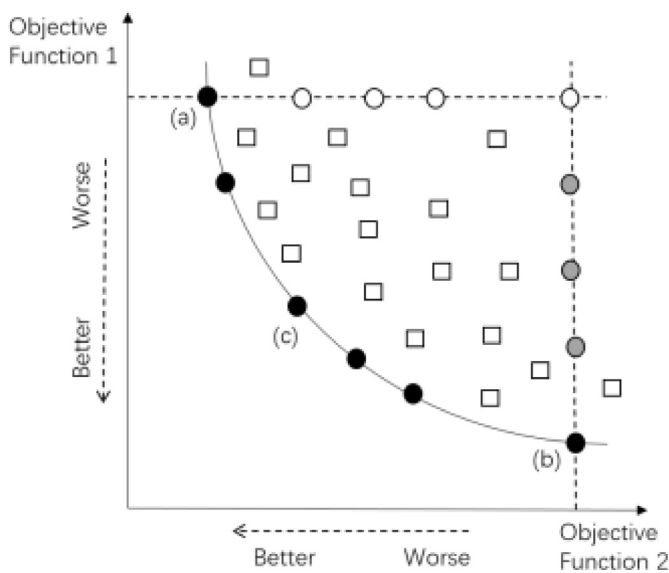 Objective
Function 1
(a)
Worse
Better
(c)
(b)
Better
Worse
Objective
Function 2